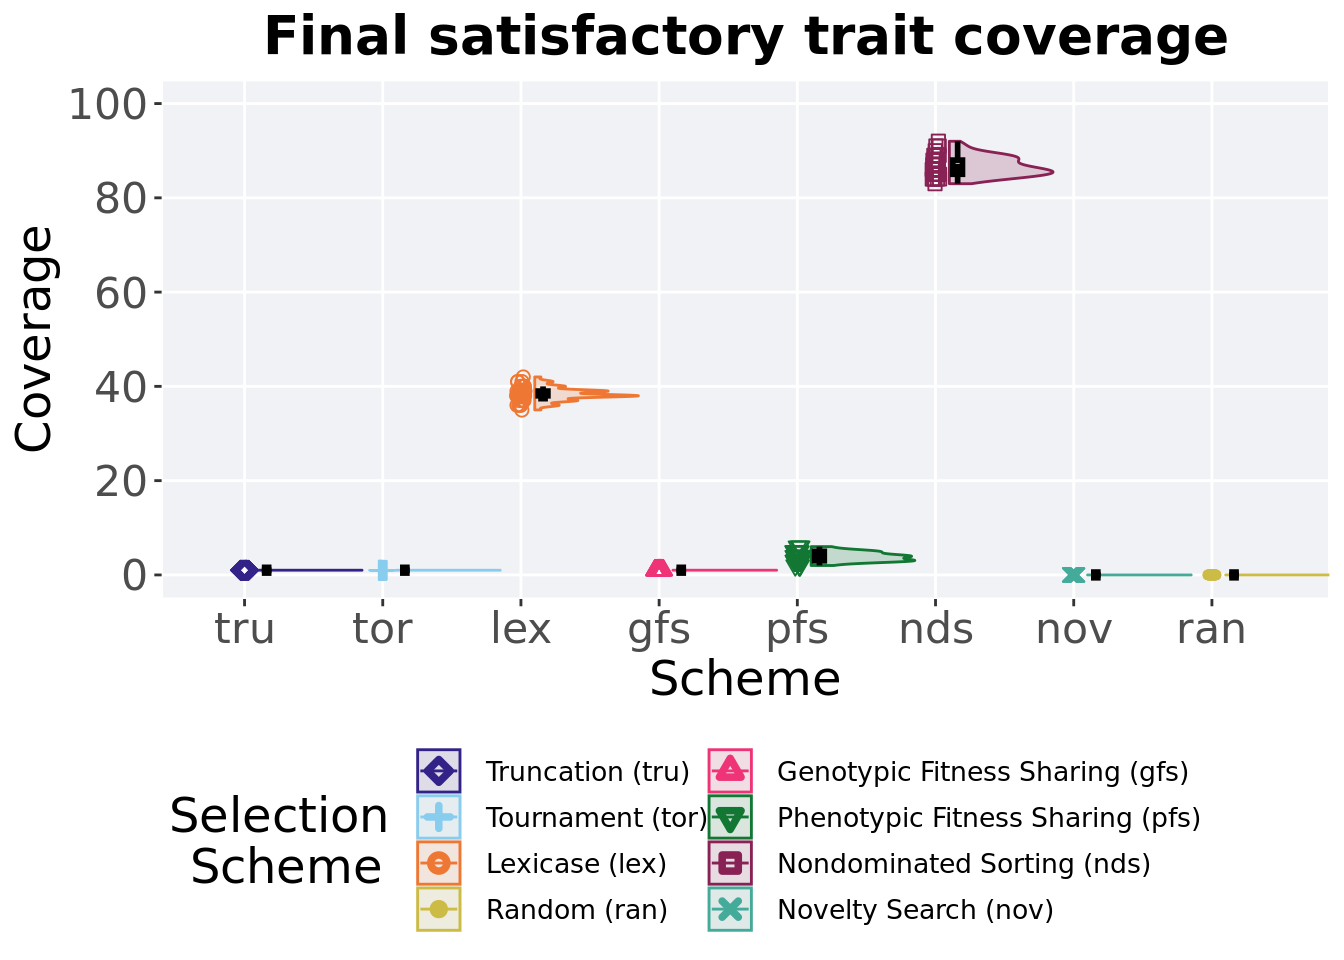 Final satisfactory trait coverage
100
80
60
40
20
0
Coverage
tru tor lex gfs pfs nds nov ran
Scheme
Selection
Scheme
Truncation (tru)
Tournament (tor)
Lexicase (lex)
Random (ran)
Genotypic Fitness Sharing (gfs)
Phenotypic Fitness Sharing (pfs)
Nondominated Sorting (nds)
Novelty Search (nov)